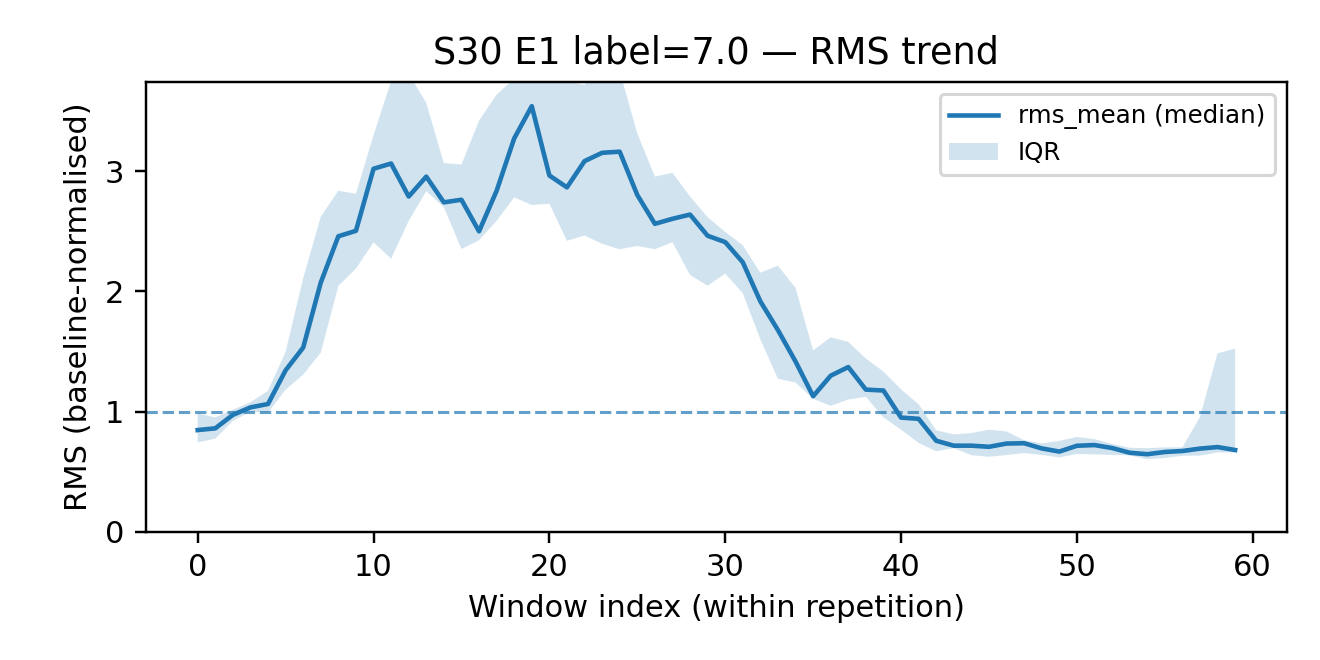 S30 E1 label=7.0 — RMS trend
rms_mean (median)
IQR
RMS (baseline-normalised)
3
2
1
0
0 10 20 30 40 50 60
Window index (within repetition)